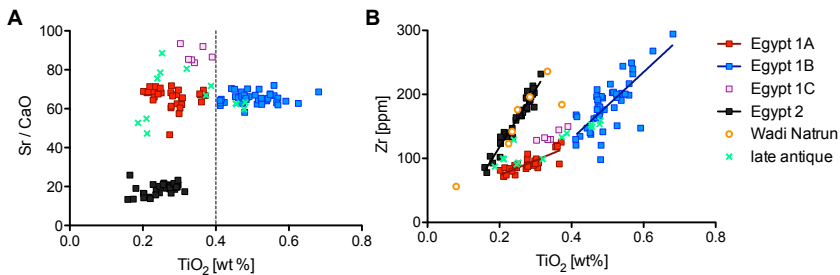 A
Sr / CaO
100
80
60
40
20
0
0.0 0.2 0.4 0.6 0.8
TiO2 [wt %]
B
Zr [ppm]
300
200
100
0
0.0 0.2 0.4 0.6 0.8
TiO2 [wt%]
Egypt 1A
Egypt 1B
Egypt 1C
Egypt 2
Wadi Natrun
late antique